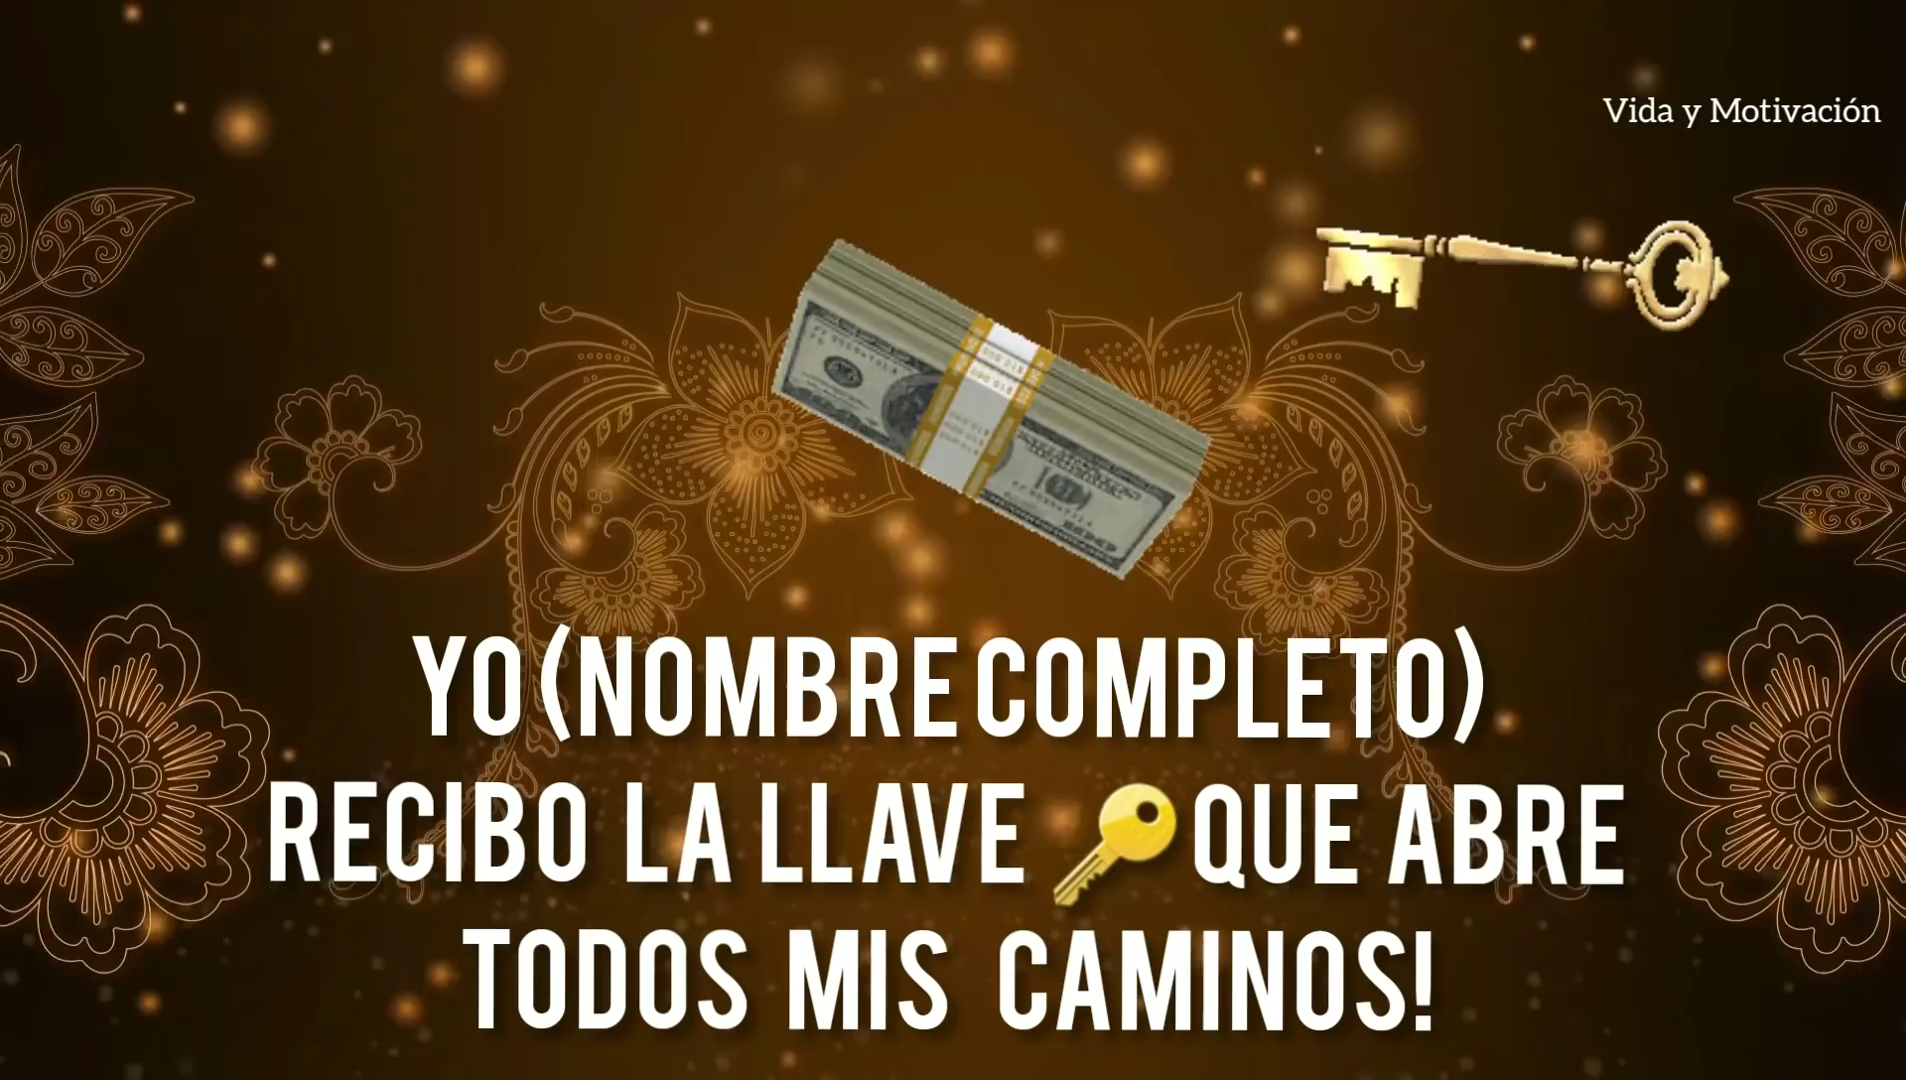 Vida y Motivación
YO (NOMBRE COMPLETO)
RECIBO LA LLAVE 🔑 QUE ABRE
TODOS MIS CAMINOS!